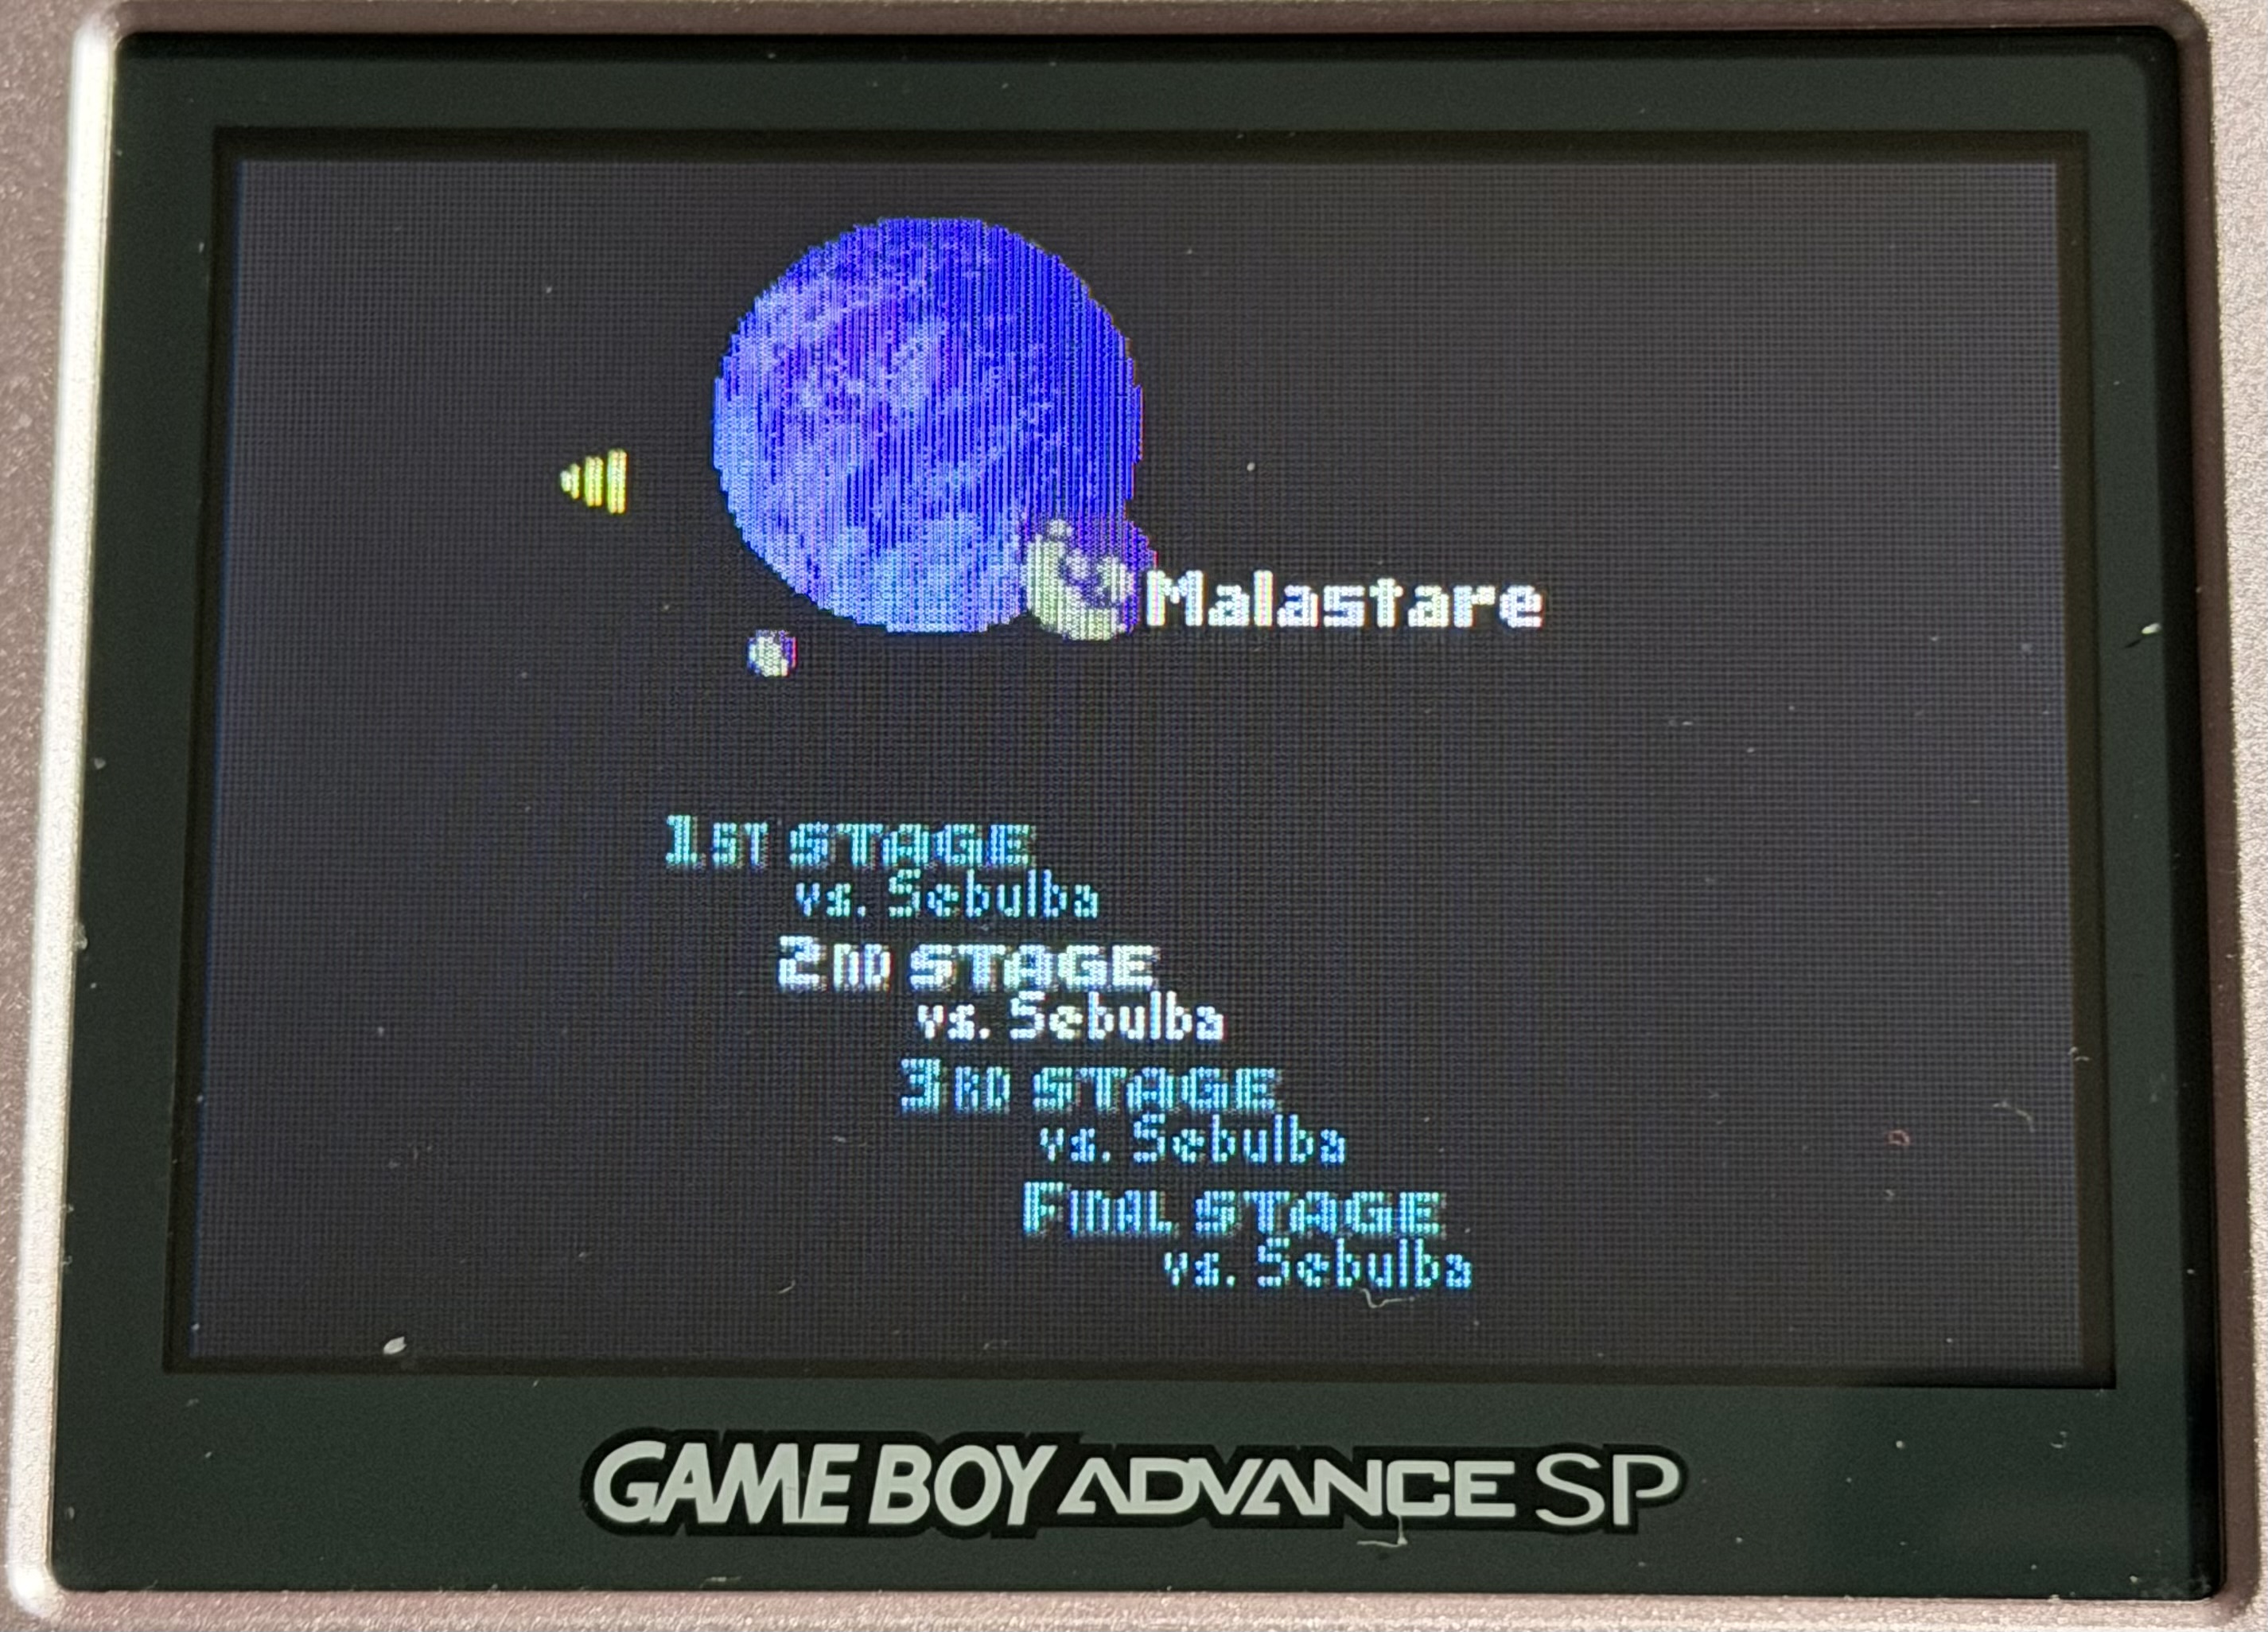 Malastare
1ST STAGE
vs. Sebulba
2ND STAGE
vs. Sebulba
3RD STAGE
vs. Sebulba
FINAL STAGE
vs. Sebulba
GAME BOY ADVANCE SP